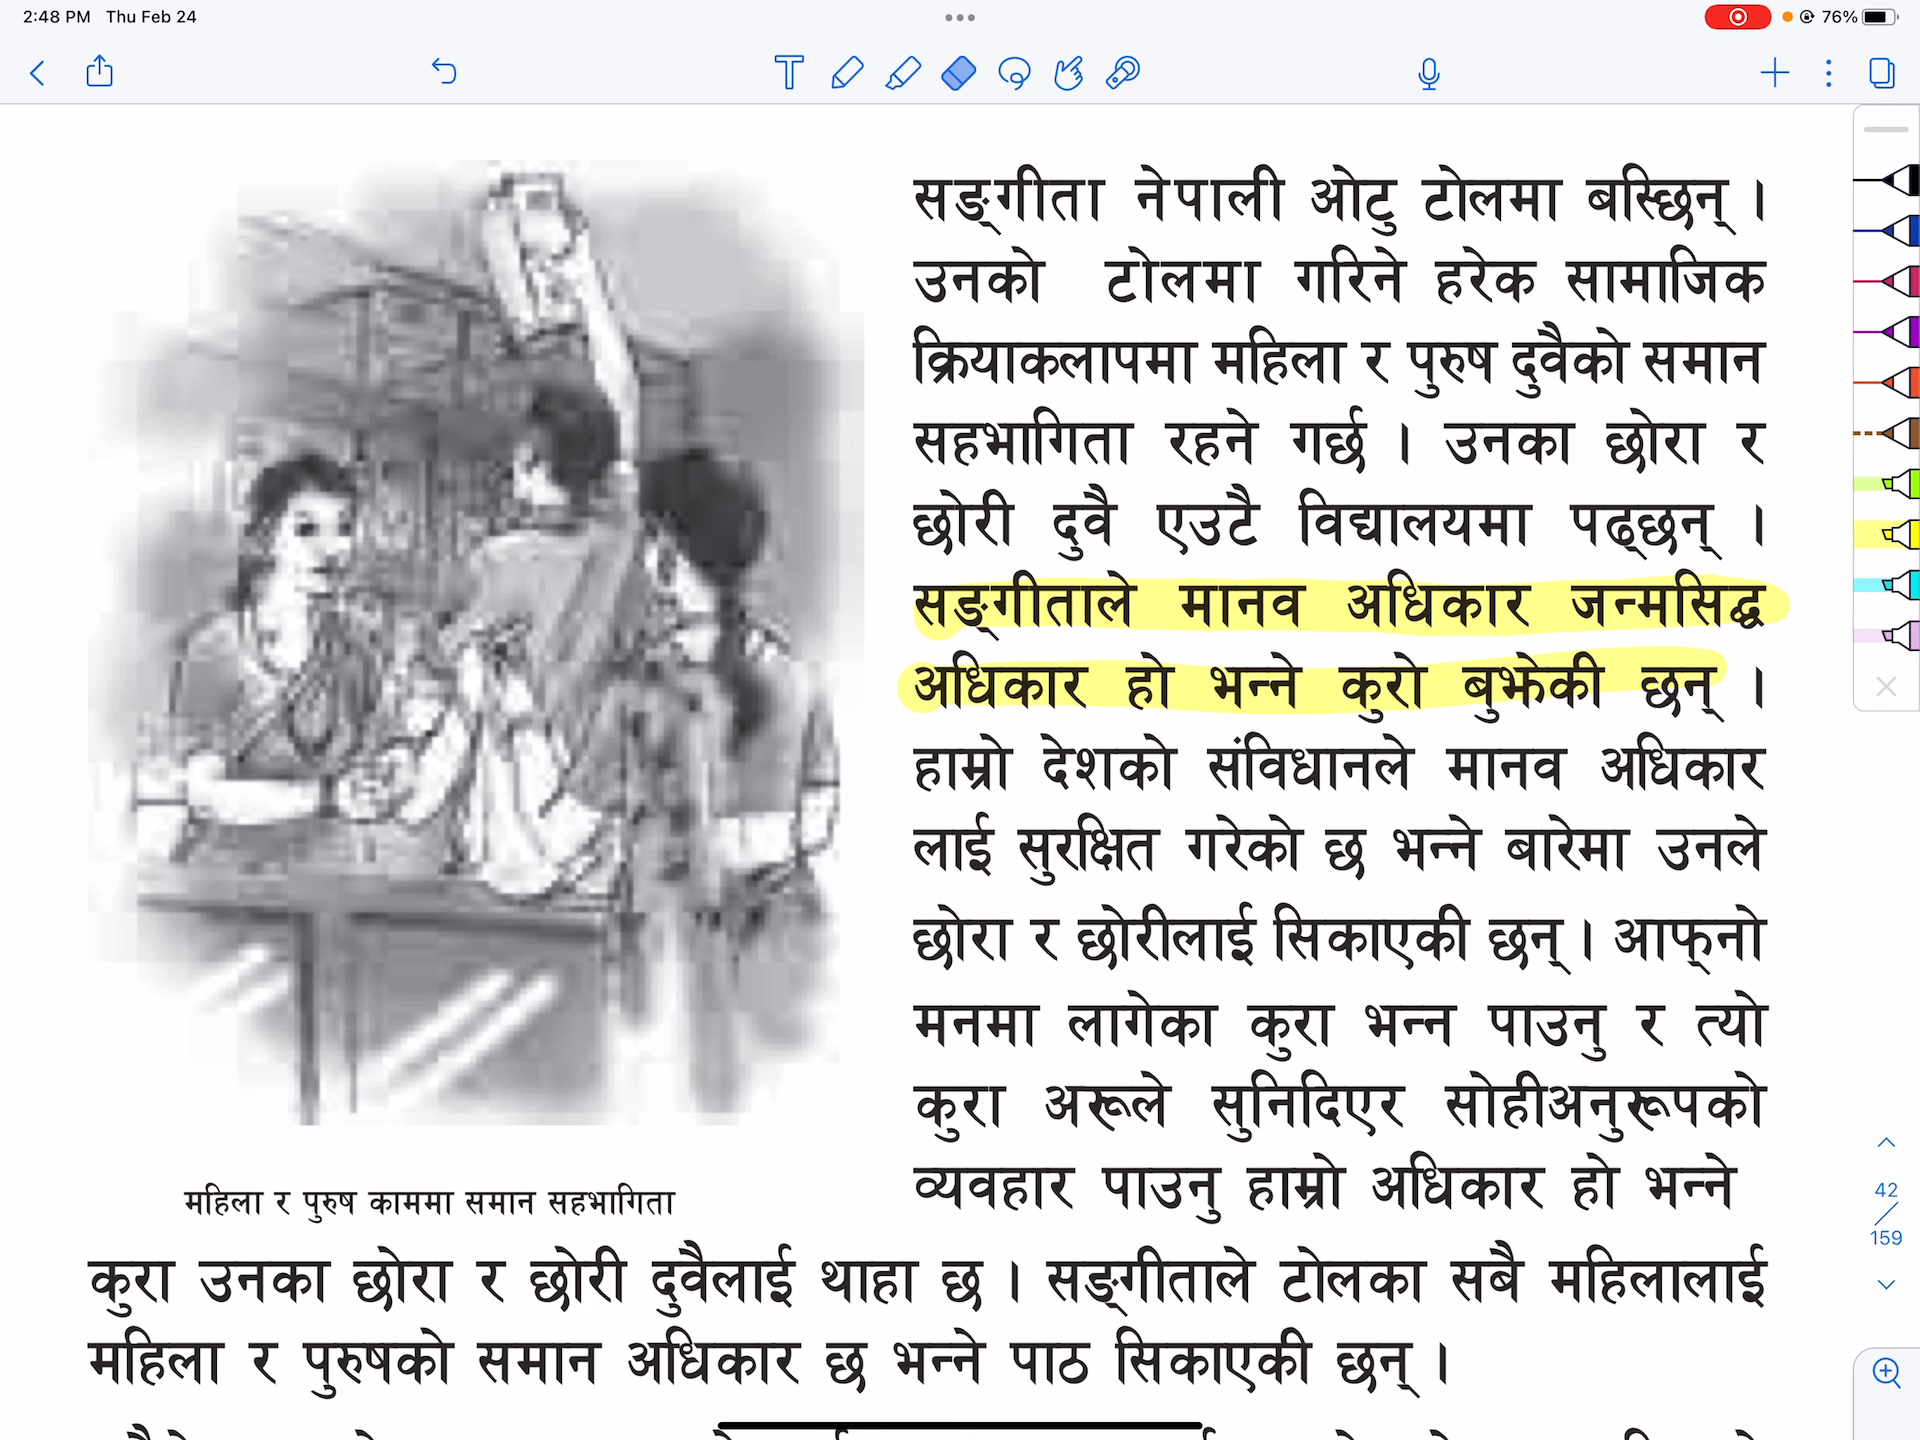 2:48 PM Thu Feb 24
76%
सङ्गीता नेपाली ओटु टोलमा बस्छिन् ।
उनको टोलमा गरिने हरेक सामाजिक
क्रियाकलापमा महिला र पुरुष दुवैको समान
सहभागिता रहने गर्छ । उनका छोरा र
छोरी दुवै एउटै विद्यालयमा पढ्छन् ।
सङ्गीताले मानव अधिकार जन्मसिद्ध
अधिकार हो भन्ने कुरो बुझेकी छन् ।
हाम्रो देशको संविधानले मानव अधिकार
लाई सुरक्षित गरेको छ भन्ने बारेमा उनले
छोरा र छोरीलाई सिकाएकी छन् । आफ्‌नो
मनमा लागेका कुरा भन्न पाउनु र त्यो
कुरा अरूले सुनिदिएर सोहीअनुरूपको
व्यवहार पाउनु हाम्रो अधिकार हो भन्ने
महिला र पुरुष काममा समान सहभागिता
कुरा उनका छोरा र छोरी दुवैलाई थाहा छ । सङ्गीताले टोलका सबै महिलालाई
महिला र पुरुषको समान अधिकार छ भन्ने पाठ सिकाएकी छन् ।
42
159